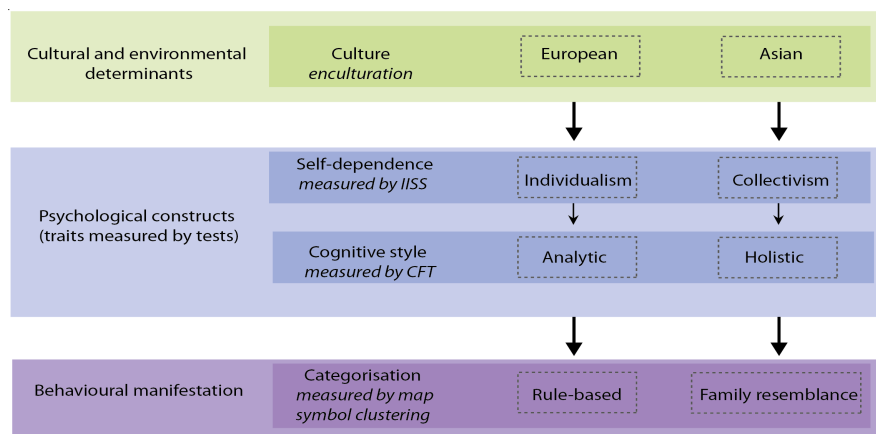 Cultural and environmental
determinants
Culture
enculturation
European
Asian
Psychological constructs
(traits measured by tests)
Self-dependence
measured by IISS
Individualism
Collectivism
Cognitive style
measured by CFT
Analytic
Holistic
Behavioural manifestation
Categorisation
measured by map
symbol clustering
Rule-based
Family resemblance